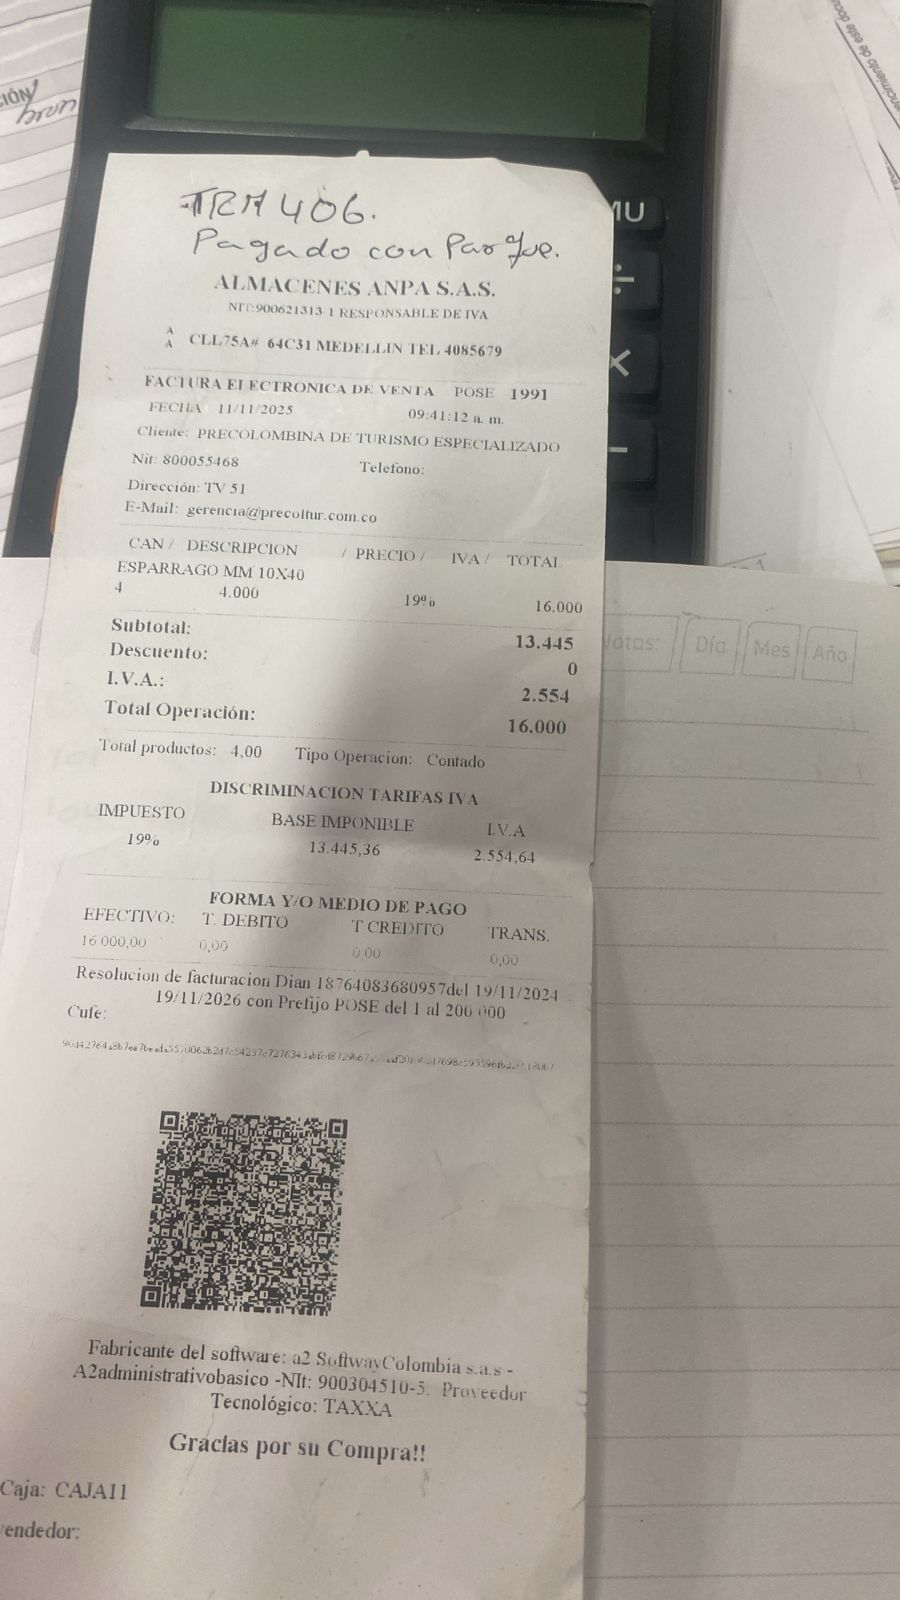 TRM 406.
Pagado con Parque.
ALMACENES ANPA S.A.S.
NIT:900621313-1 RESPONSABLE DE IVA
A
A CLL75A# 64C31 MEDELLIN TEL 4085679
FACTURA ELECTRONICA DE VENTA POSE 1991
FECHA 11/11/2025 09:41:12 a. m.
Cliente: PRECOLOMBINA DE TURISMO ESPECIALIZADO
Nit: 800055468 Telefono:
Dirección: TV 51
E-Mail: gerencia@precoltur.com.co
CAN / DESCRIPCION / PRECIO / IVA / TOTAL
ESPARRAGO MM 10X40
4 4.000 19% 16.000
Subtotal: 13.445
Descuento: 0
I.V.A.: 2.554
Total Operación: 16.000
Total productos: 4,00 Tipo Operacion: Contado
DISCRIMINACION TARIFAS IVA
IMPUESTO BASE IMPONIBLE I.V.A
19% 13.445,36 2.554,64
FORMA Y/O MEDIO DE PAGO
EFECTIVO: T. DEBITO T CREDITO TRANS.
16 000,00 0,00 0 00 0,00
Resolucion de facturacion Dian 18764083680957del 19/11/2024
19/11/2026 con Prefijo POSE del 1 al 200 000
Cufe:
Fabricante del software: a2 SoftwayColombia s.a.s -
A2administrativobasico -NIt: 900304510-5. Proveedor
Tecnológico: TAXXA
Gracias por su Compra!!
Caja: CAJA11
vendedor:
MU
÷
×
−
Notas: Día Mes Año